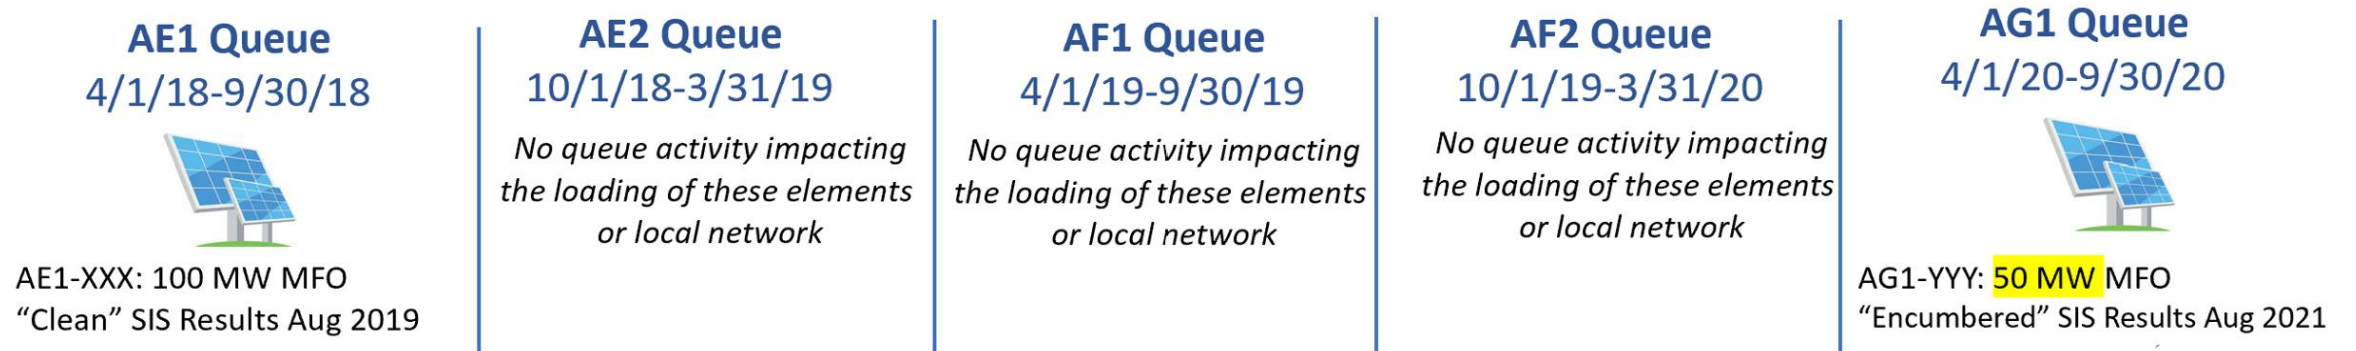 AE1 Queue
4/1/18-9/30/18
AE1-XXX: 100 MW MFO
“Clean” SIS Results Aug 2019
AE2 Queue
10/1/18-3/31/19
No queue activity impacting
the loading of these elements
or local network
AF1 Queue
4/1/19-9/30/19
No queue activity impacting
the loading of these elements
or local network
AF2 Queue
10/1/19-3/31/20
No queue activity impacting
the loading of these elements
or local network
AG1 Queue
4/1/20-9/30/20
AG1-YYY: 50 MW MFO
“Encumbered” SIS Results Aug 2021